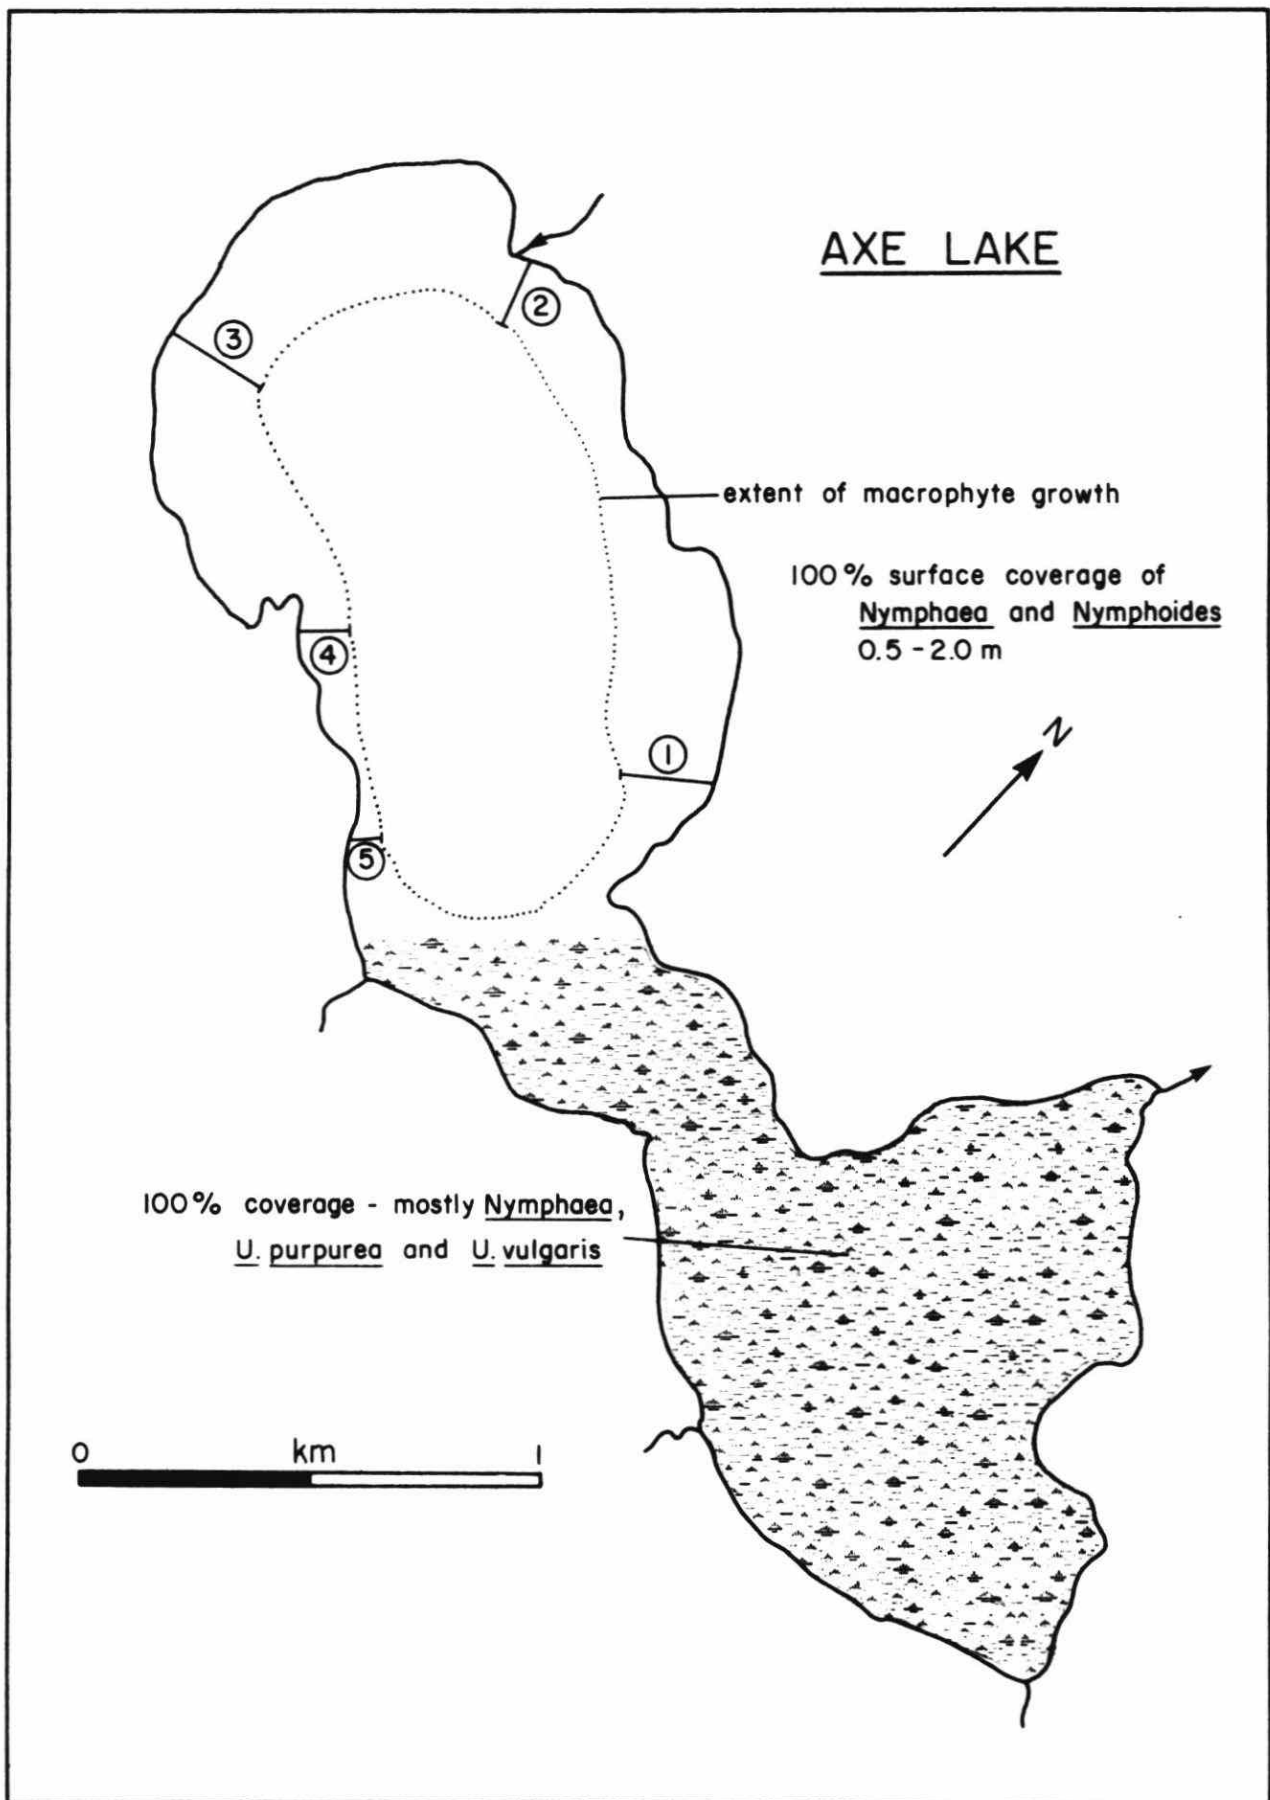 AXE LAKE
2
3
extent of macrophyte growth
100% surface coverage of
Nymphaea and Nymphoides
0.5 - 2.0 m
4
N
1
5
100% coverage - mostly Nymphaea,
U. purpurea and U. vulgaris
0 km 1